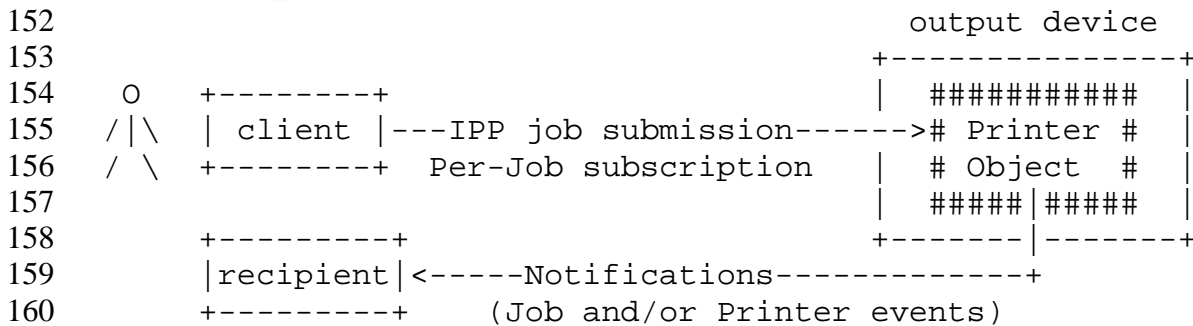 152                                               output device
153                                             +---------------+
154     O    +--------+                         |  ###########  |
155    /|\   | client |---IPP job submission------># Printer #  |
156    / \   +--------+  Per-Job subscription   |  # Object  #  |
157                                             |  #####|#####  |
158          +---------+                        +-------|-------+
159          |recipient|<-----Notifications-------------+
160          +---------+    (Job and/or Printer events)